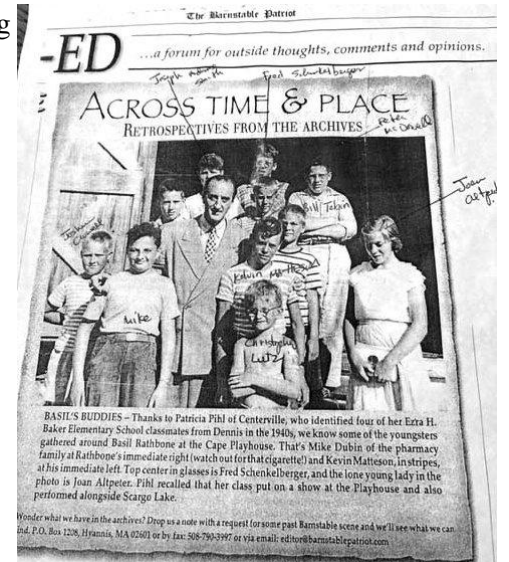 g
The Barnstable Patriot
-ED
...a forum for outside thoughts, comments and opinions.
Joseph
Fred Schenkelberger
ACROSS TIME & PLACE
RETROSPECTIVES FROM THE ARCHIVES
Peter
McDowell
Joan
Bill Tobin
Kelvin Matteson
Mike
Christopher
Lutz
BASIL'S BUDDIES – Thanks to Patricia Pihl of Centerville, who identified four of her Ezra H.
Baker Elementary School classmates from Dennis in the 1940s, we know some of the youngsters
gathered around Basil Rathbone at the Cape Playhouse. That's Mike Dubin of the pharmacy
family at Rathbone's immediate right (watch out for that cigarette!) and Kevin Matteson, in stripes,
at his immediate left. Top center in glasses is Fred Schenkelberger, and the lone young lady in the
photo is Joan Altpeter. Pihl recalled that her class put on a show at the Playhouse and also
performed alongside Scargo Lake.
Wonder what we have in the archives? Drop us a note with a request for some past Barnstable scene and we'll see what we can
ind. P.O. Box 1208, Hyannis, MA 02601 or by fax: 508-790-3997 or via email: editor@barnstablepatriot.com